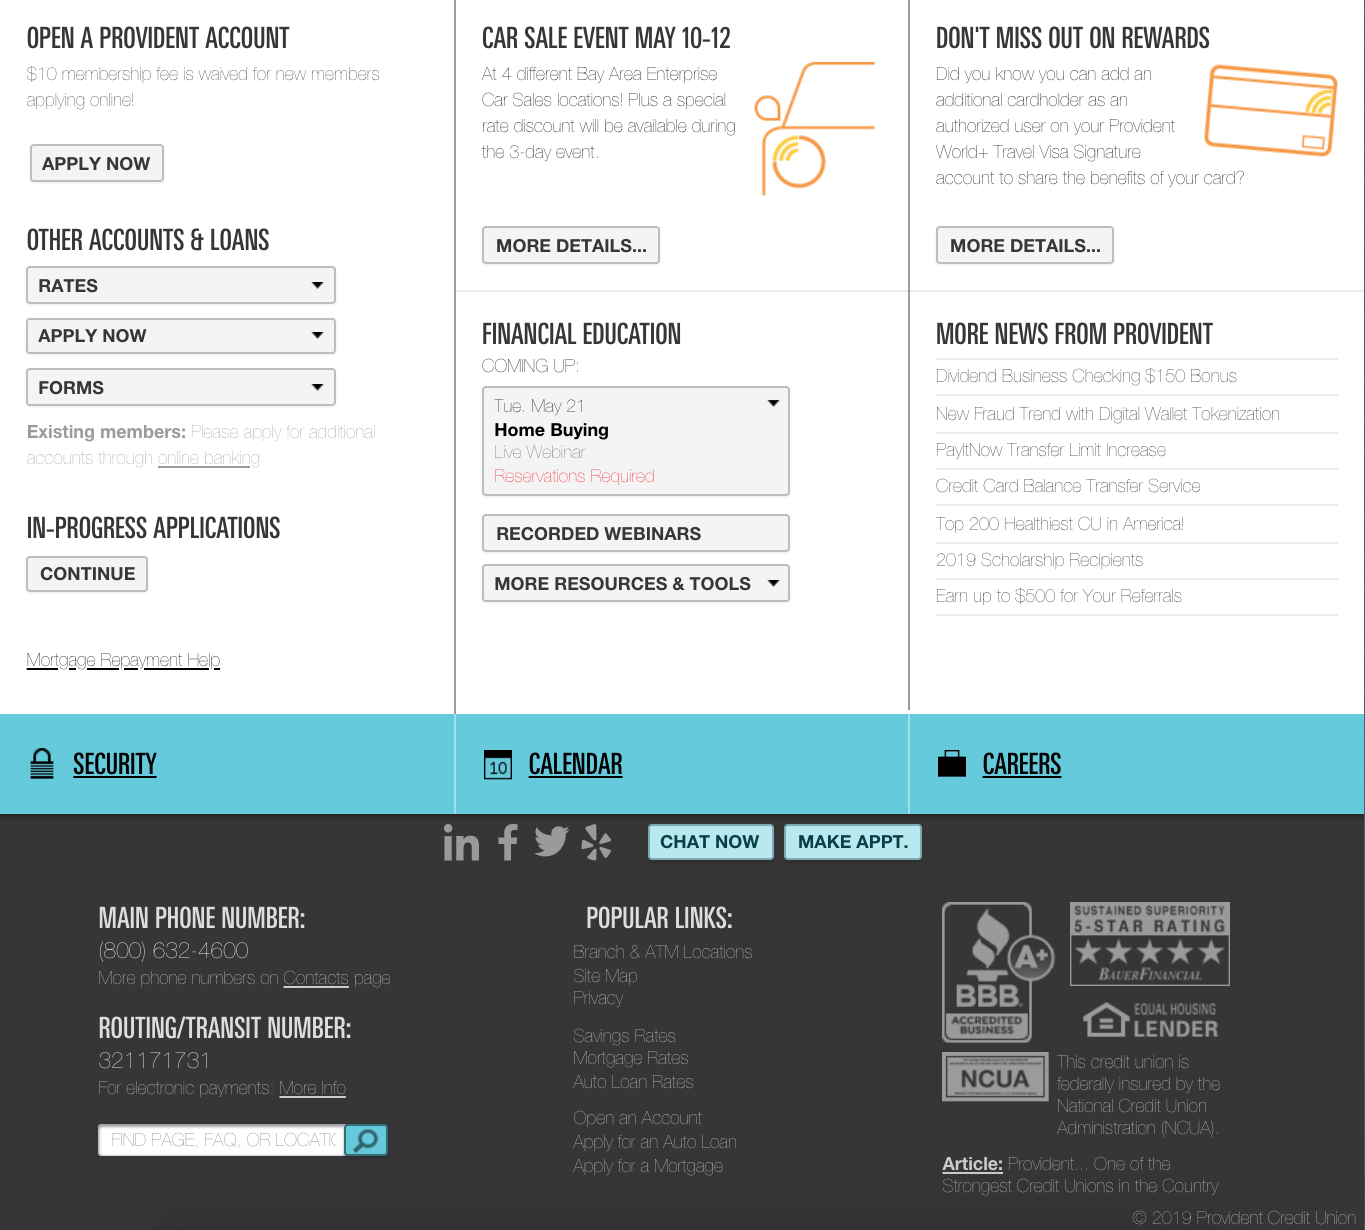 OPEN A PROVIDENT ACCOUNT
$10 membership fee is waived for new members
applying online!
APPLY NOW
OTHER ACCOUNTS & LOANS
RATES
APPLY NOW
FORMS
Existing members: Please apply for additional
accounts through online banking
IN-PROGRESS APPLICATIONS
CONTINUE
Mortgage Repayment Help
CAR SALE EVENT MAY 10-12
At 4 different Bay Area Enterprise
Car Sales locations! Plus a special
rate discount will be available during
the 3-day event.
MORE DETAILS...
FINANCIAL EDUCATION
COMING UP:
Tue. May 21
Home Buying
Live Webinar
Reservations Required
RECORDED WEBINARS
MORE RESOURCES & TOOLS
DON'T MISS OUT ON REWARDS
Did you know you can add an
additional cardholder as an
authorized user on your Provident
World+ Travel Visa Signature
account to share the benefits of your card?
MORE DETAILS...
MORE NEWS FROM PROVIDENT
Dividend Business Checking $150 Bonus
New Fraud Trend with Digital Wallet Tokenization
PayItNow Transfer Limit Increase
Credit Card Balance Transfer Service
Top 200 Healthiest CU in America!
2019 Scholarship Recipients
Earn up to $500 for Your Referrals
SECURITY
10
CALENDAR
CAREERS
in f
CHAT NOW
MAKE APPT.
MAIN PHONE NUMBER:
(800) 632-4600
More phone numbers on Contacts page
ROUTING/TRANSIT NUMBER:
321171731
For electronic payments: More Info
FIND PAGE, FAQ, OR LOCATIO
POPULAR LINKS:
Branch & ATM Locations
Site Map
Privacy
Savings Rates
Mortgage Rates
Auto Loan Rates
Open an Account
Apply for an Auto Loan
Apply for a Mortgage
A+
BBB.
ACCREDITED
BUSINESS
SUSTAINED SUPERIORITY
5-STAR RATING
BAUERFINANCIAL
EQUAL HOUSING
LENDER
NCUA
This credit union is
federally insured by the
National Credit Union
Administration (NCUA).
Article: Provident... One of the
Strongest Credit Unions in the Country
© 2019 Provident Credit Union